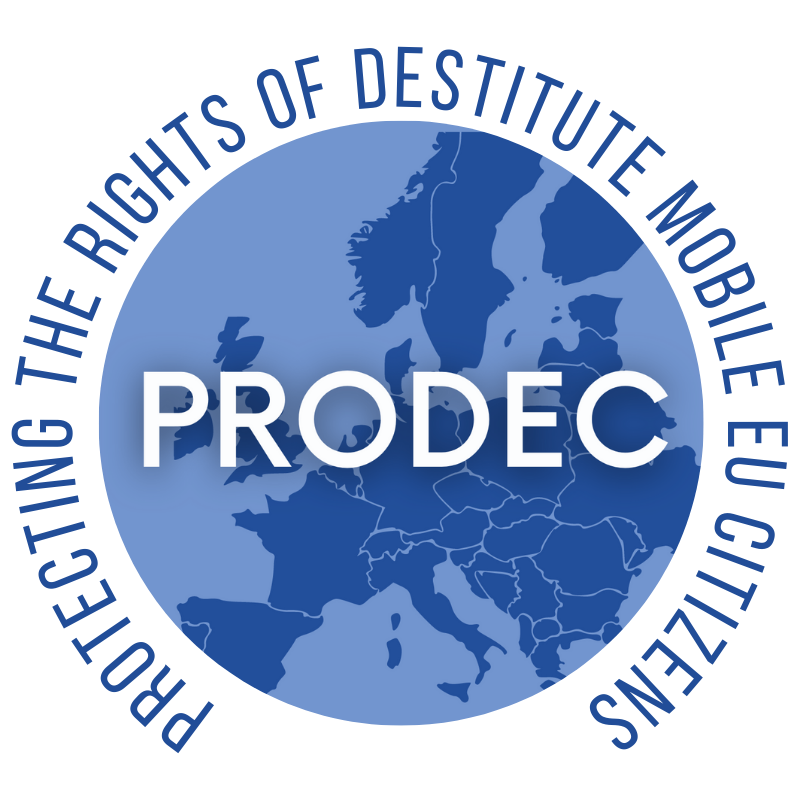 PROTECTING THE RIGHTS OF DESTITUTE MOBILE EU CITIZENS
PRODEC